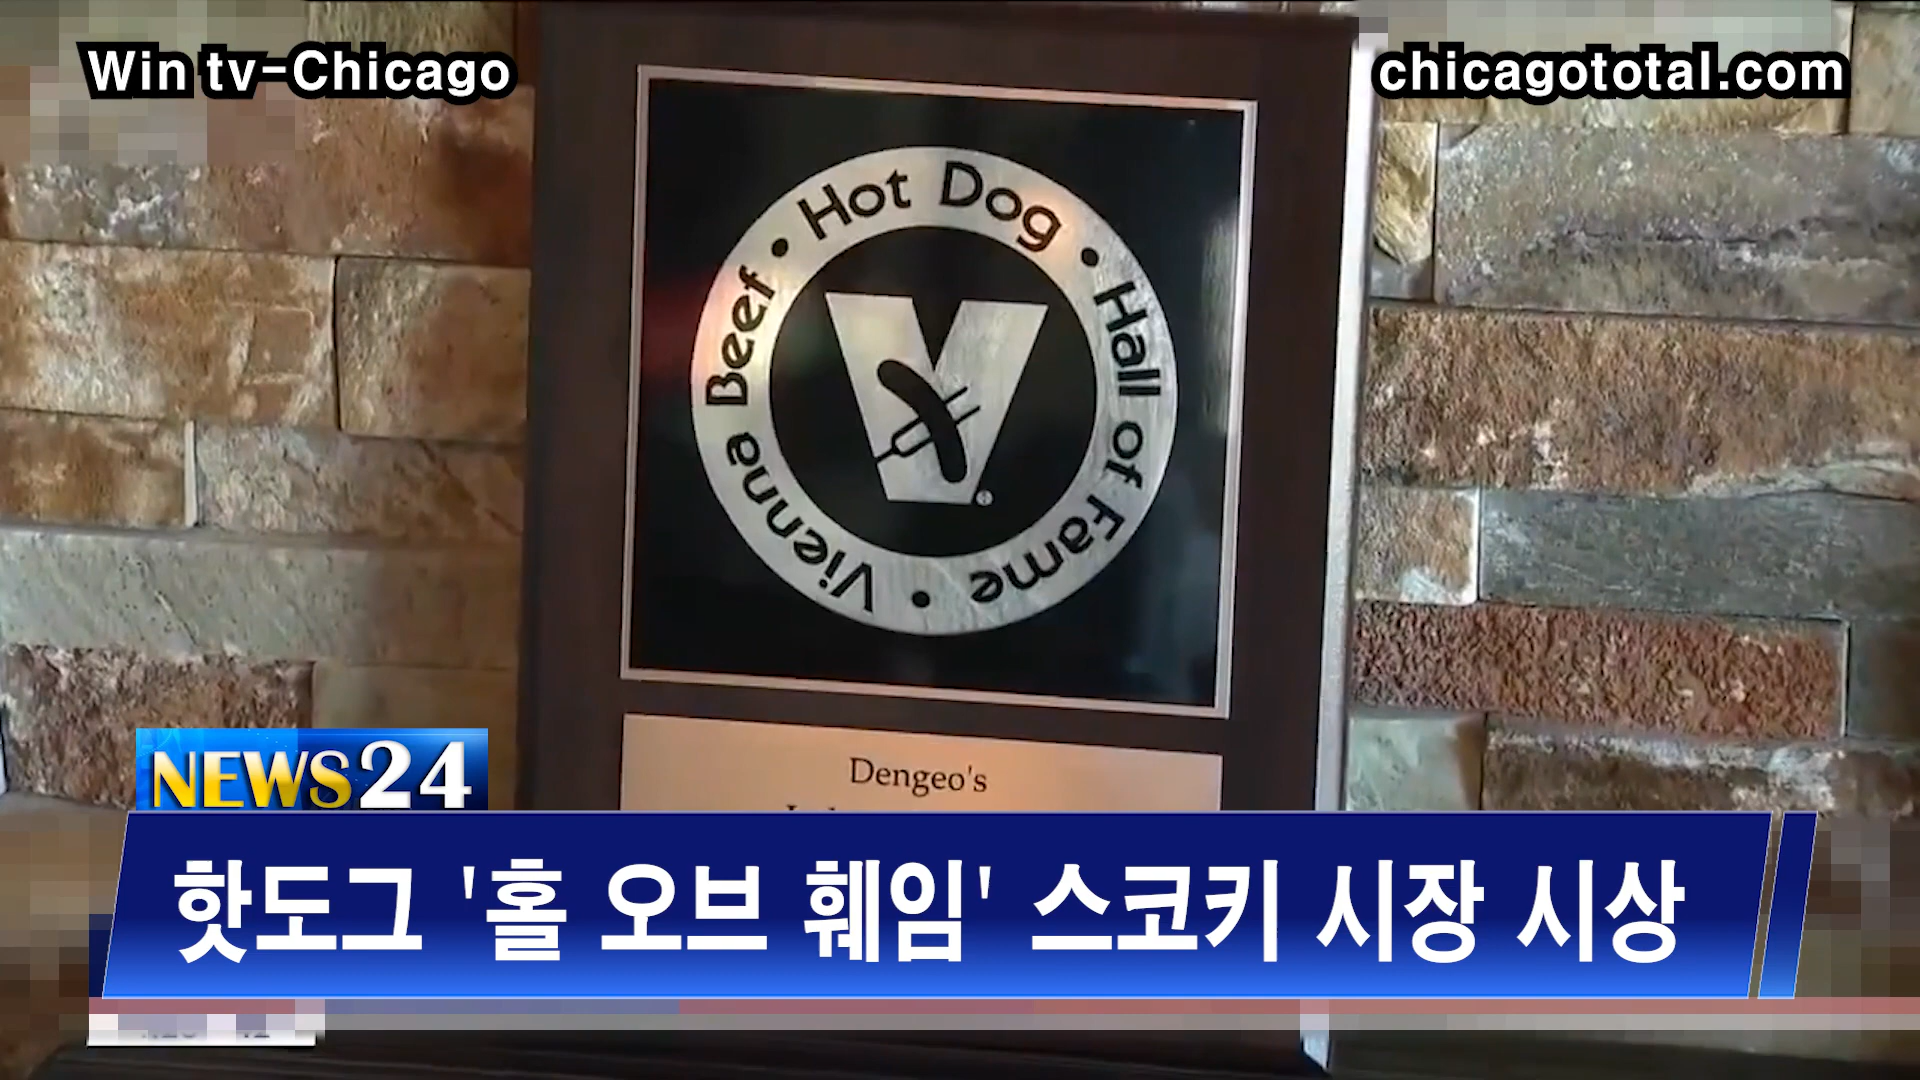 Win tv-Chicago
chicagototal.com
Vienna Beef • Hot Dog • Hall of Fame •
V
Dengeo's
NEWS24
핫도그 '홀 오브 훼임' 스코키 시장 시상